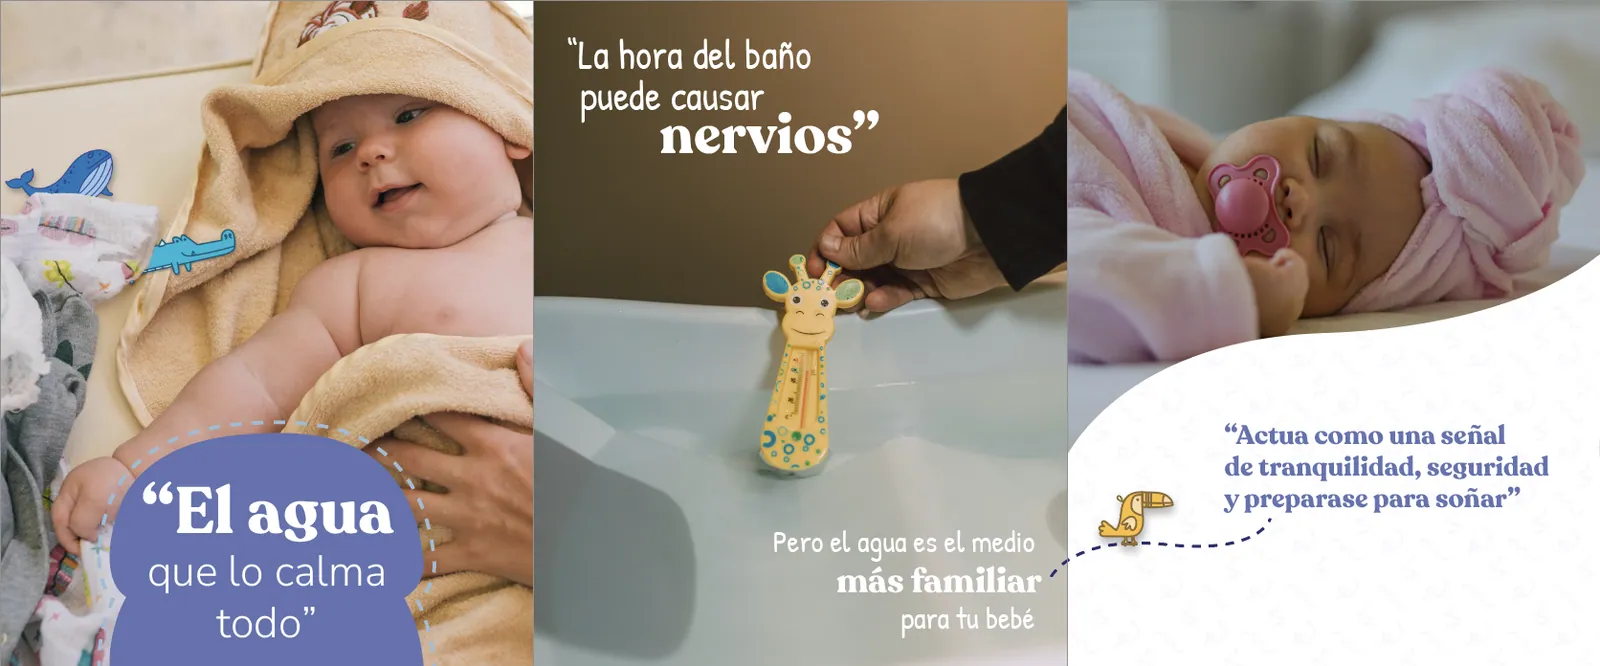 “El agua
que lo calma
todo”
“La hora del baño
puede causar
nervios”
Pero el agua es el medio
más familiar
para tu bebé
“Actua como una señal
de tranquilidad, seguridad
y preparase para soñar”